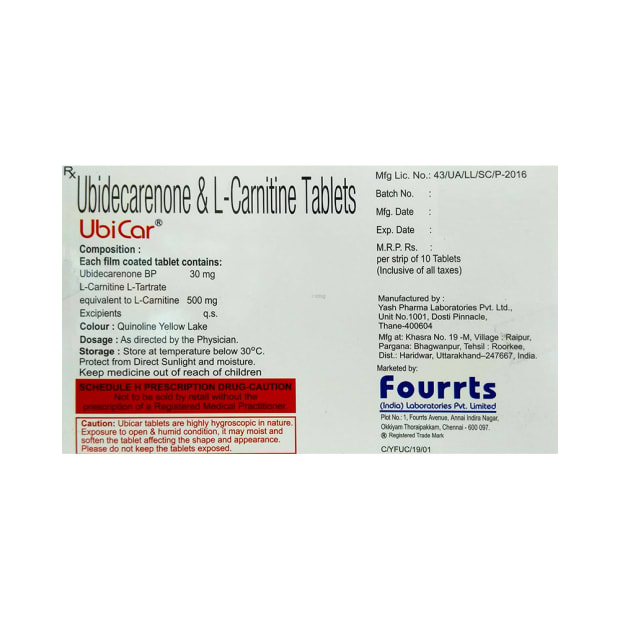 Rx
Ubidecarenone & L-Carnitine Tablets
UbiCar®
Composition :
Each film coated tablet contains:
Ubidecarenone BP 30 mg
L-Carnitine L-Tartrate
equivalent to L-Carnitine 500 mg
Excipients q.s.
Colour : Quinoline Yellow Lake
Dosage : As directed by the Physician.
Storage : Store at temperature below 30°C.
Protect from Direct Sunlight and moisture.
Keep medicine out of reach of children
SCHEDULE H PRESCRIPTION DRUG-CAUTION
Not to be sold by retail without the
prescription of a Registered Medical Practitioner.
Caution: Ubicar tablets are highly hygroscopic in nature.
Exposure to open & humid condition, it may moist and
soften the tablet affecting the shape and appearance.
Please do not keep the tablets exposed.
Mfg Lic. No.: 43/UA/LL/SC/P-2016
Batch No. :
Mfg. Date :
Exp. Date :
M.R.P. Rs. :
per strip of 10 Tablets
(Inclusive of all taxes)
Manufactured by :
Yash Pharma Laboratories Pvt. Ltd.,
Unit No.1001, Dosti Pinnacle,
Thane-400604
Mfg at: Khasra No. 19 -M, Village : Raipur,
Pargana: Bhagwanpur, Tehsil : Roorkee,
Dist.: Haridwar, Uttarakhand–247667, India.
Marketed by:
Fourrts
(India) Laboratories Pvt. Limited
Plot No.: 1, Fourrts Avenue, Annai Indira Nagar,
Okkiyam Thoraipakkam, Chennai - 600 097.
® Registered Trade Mark
C/YFUC/19/01